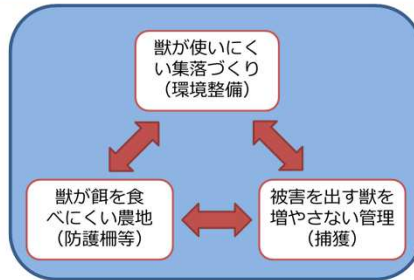 獣が使いにく
い集落づくり
（環境整備）
獣が餌を食
べにくい農地
（防護柵等）
被害を出す獣を
増やさない管理
（捕獲）